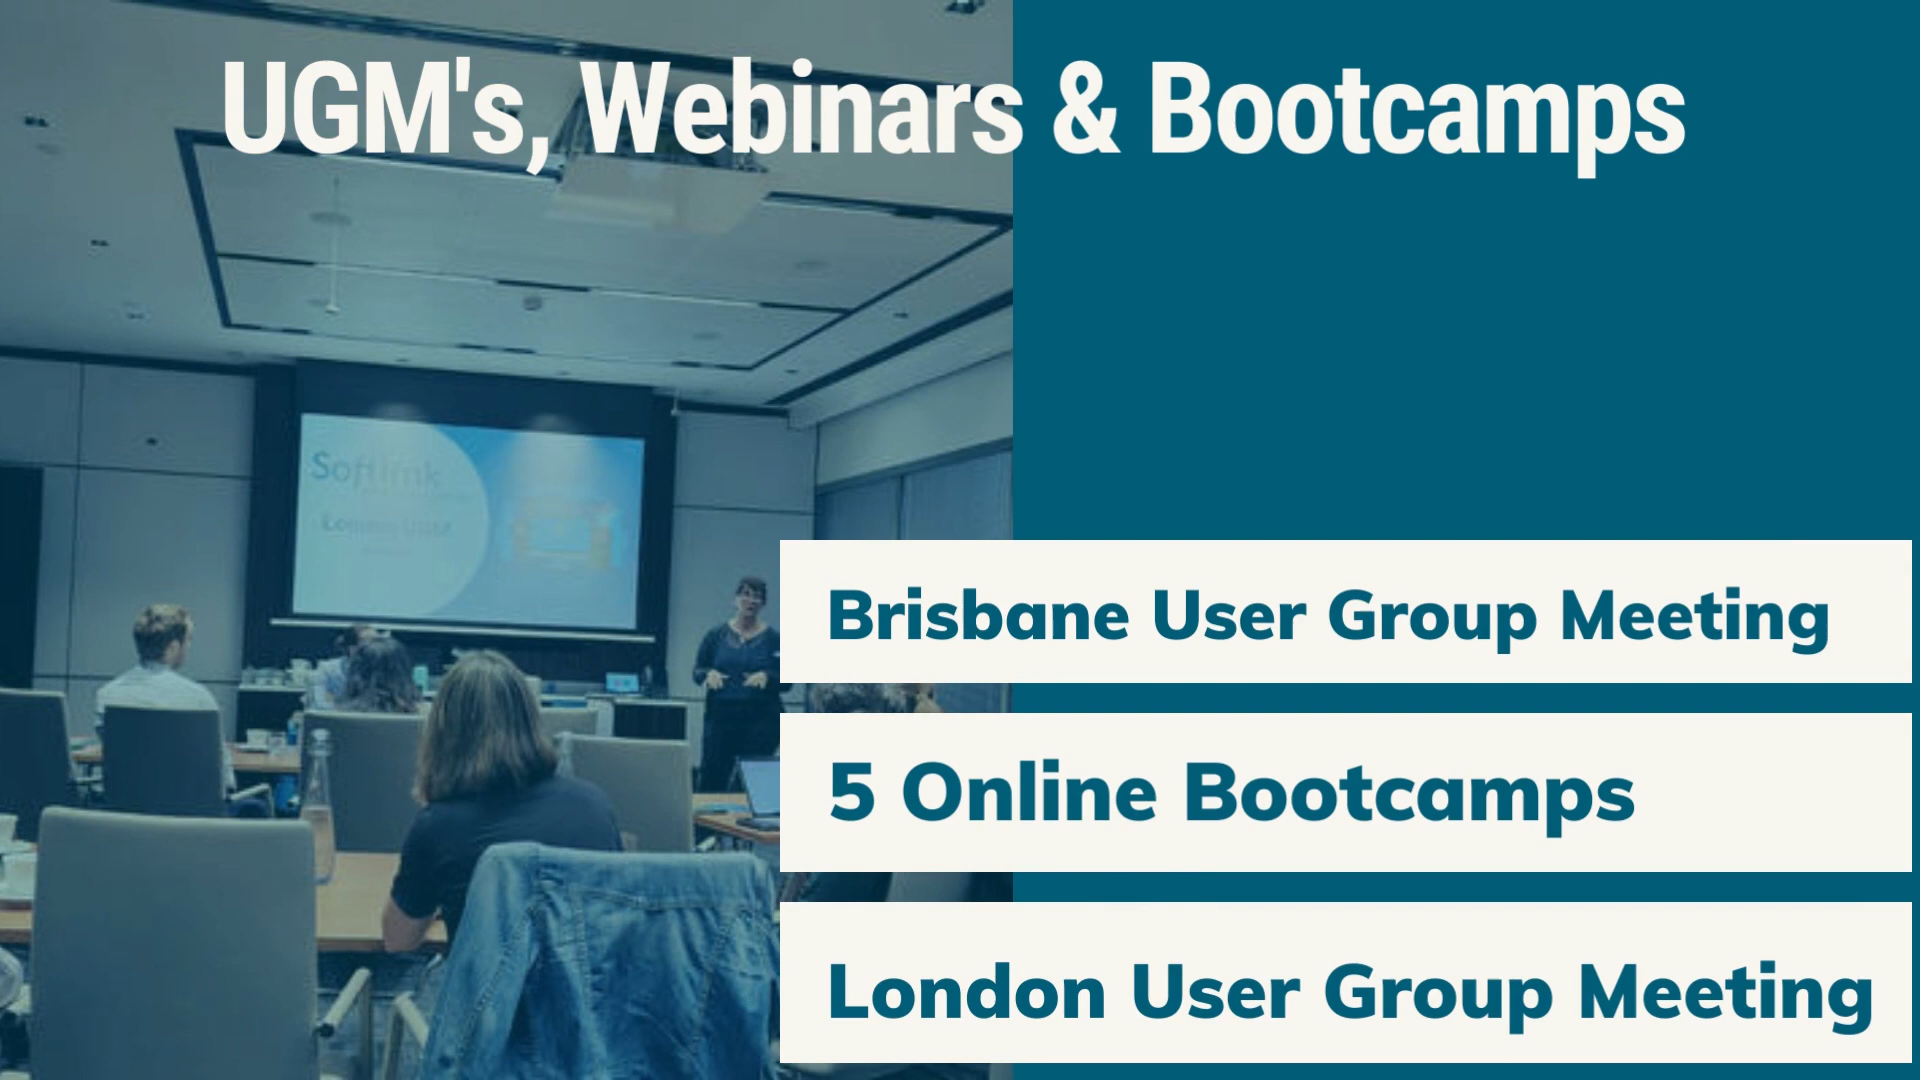 UGM's, Webinars & Bootcamps
Softlink
Brisbane User Group Meeting
5 Online Bootcamps
London User Group Meeting